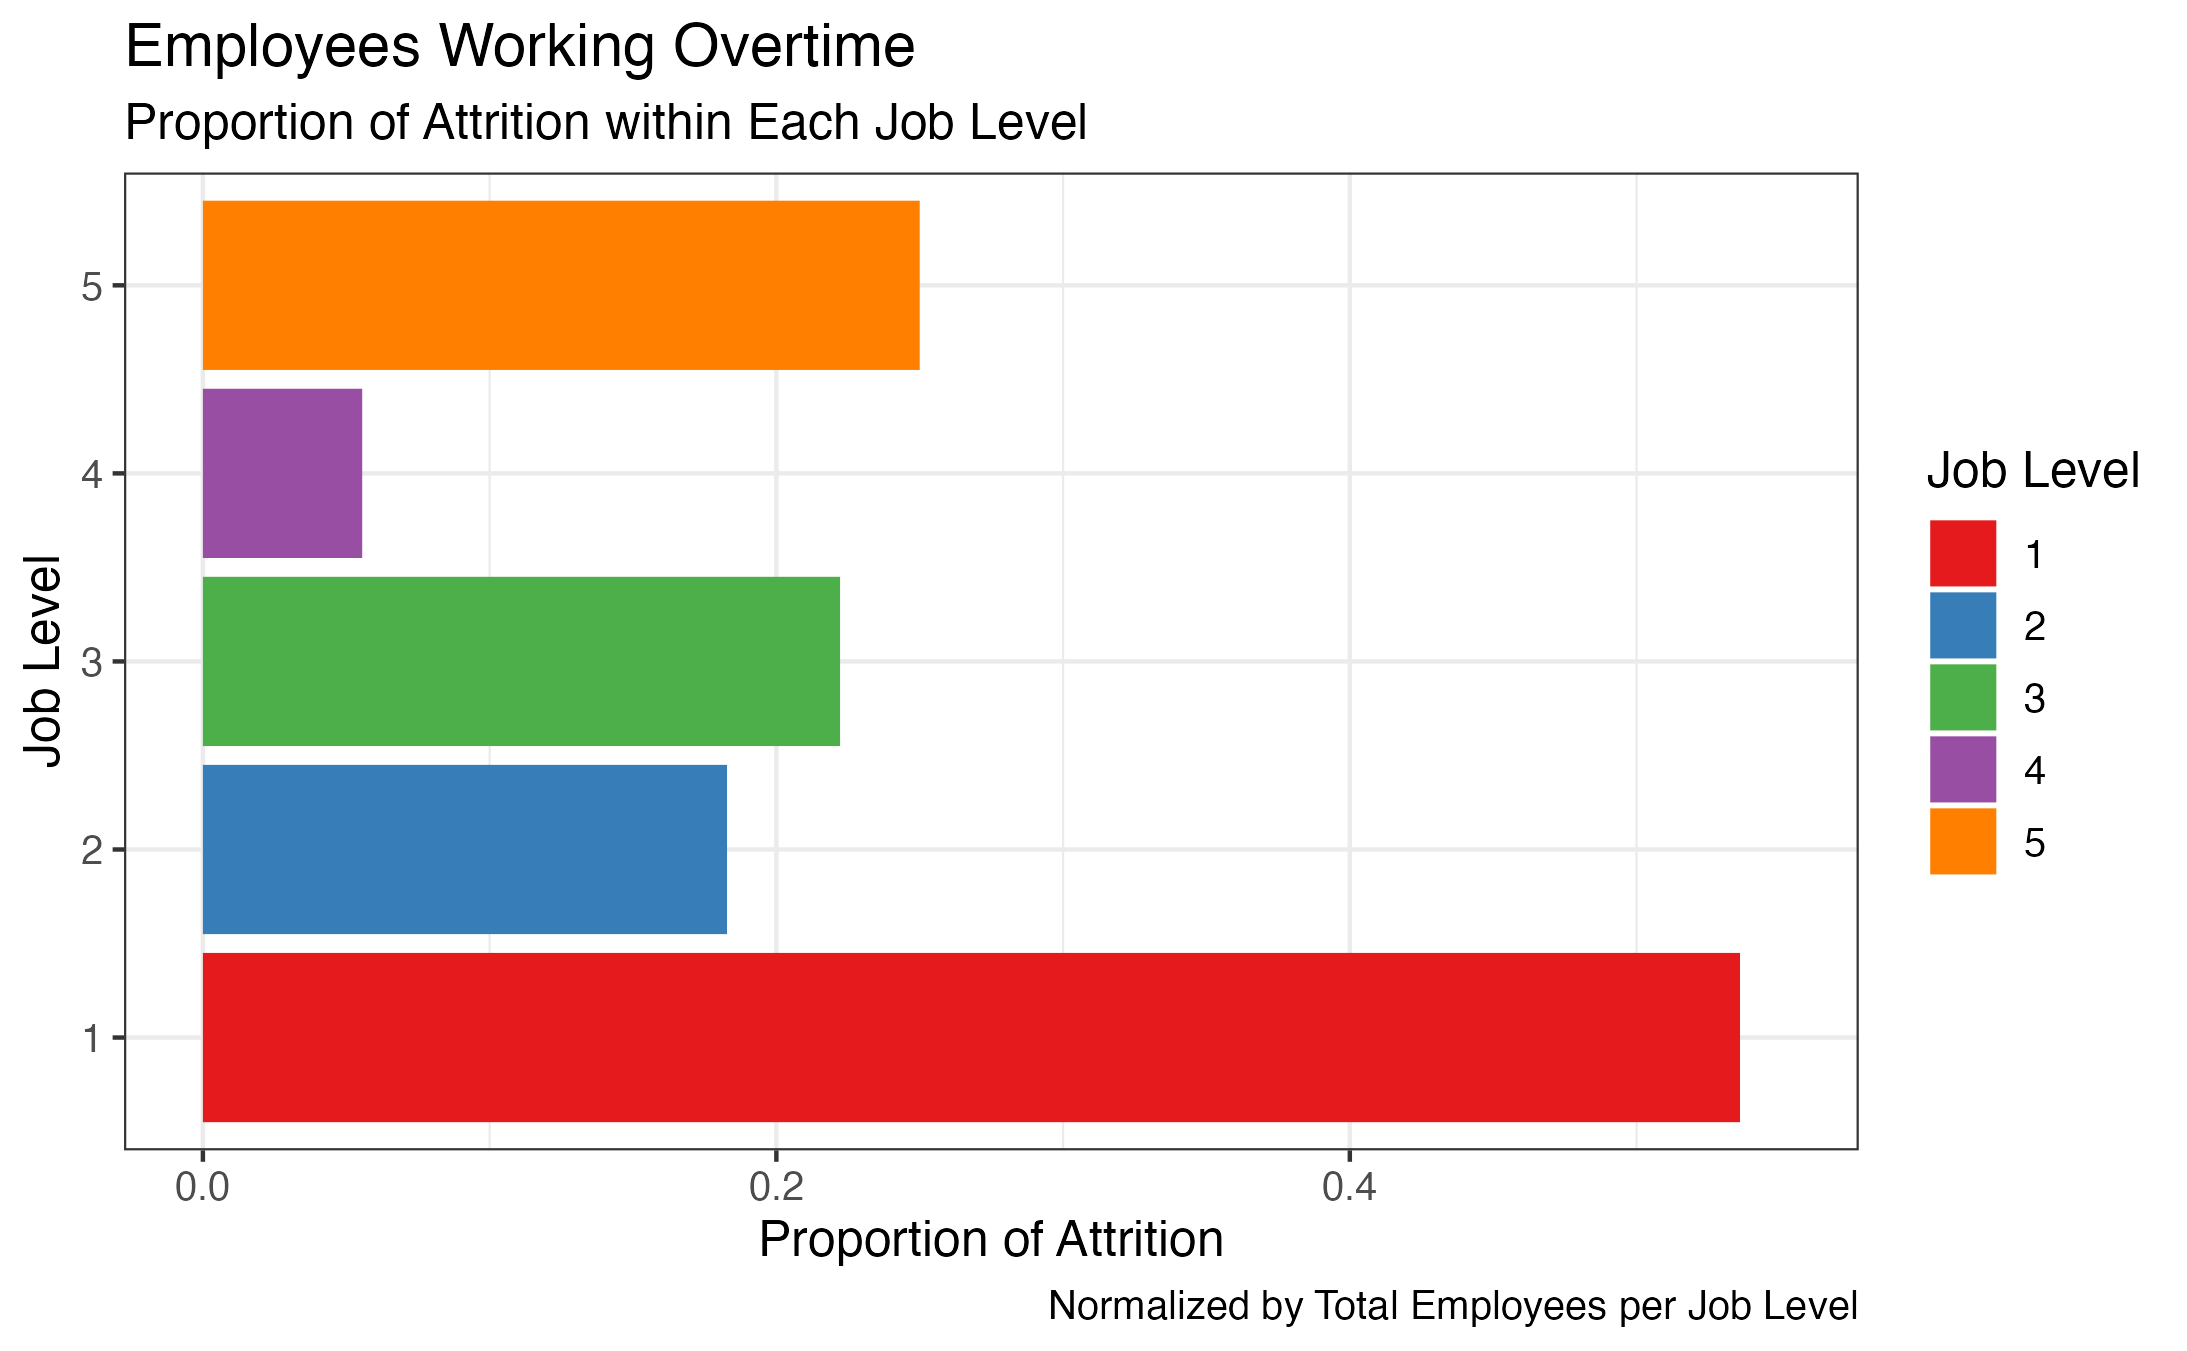 Employees Working Overtime
Proportion of Attrition within Each Job Level
5
4
3
2
1
Job Level
0.0 0.2 0.4
Proportion of Attrition
Normalized by Total Employees per Job Level
Job Level
1
2
3
4
5